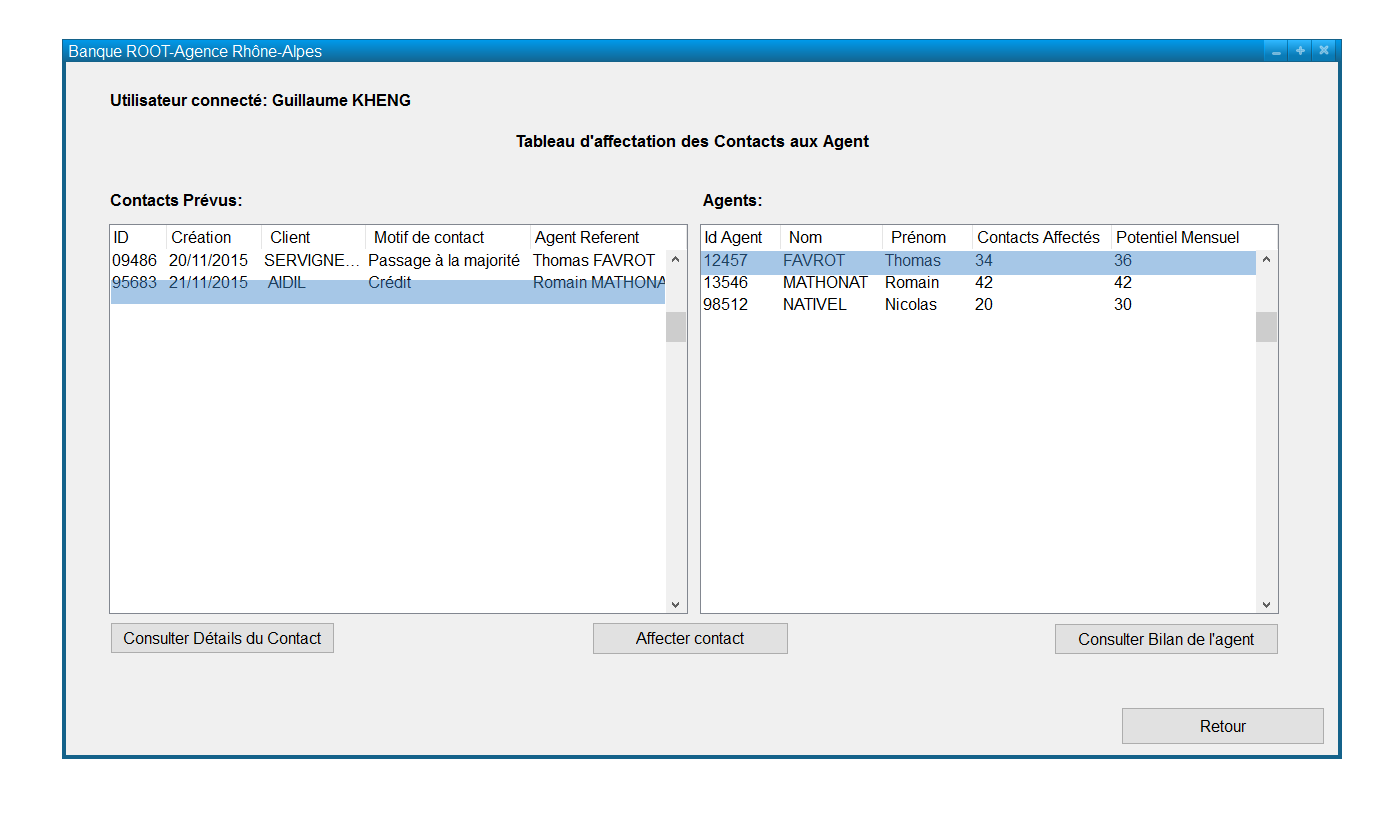 Banque ROOT-Agence Rhône-Alpes
Utilisateur connecté: Guillaume KHENG
Tableau d'affectation des Contacts aux Agent
Contacts Prévus:
ID Création Client Motif de contact Agent Referent
09486 20/11/2015 SERVIGNE... Passage à la majorité Thomas FAVROT
95683 21/11/2015 AIDIL Crédit Romain MATHONA
Agents:
Id Agent Nom Prénom Contacts Affectés Potentiel Mensuel
12457 FAVROT Thomas 34 36
13546 MATHONAT Romain 42 42
98512 NATIVEL Nicolas 20 30
Consulter Détails du Contact
Affecter contact
Consulter Bilan de l'agent
Retour